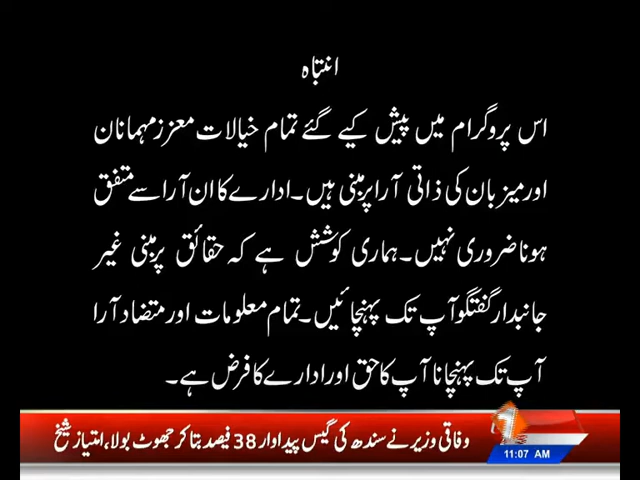 انتباہ
اس پروگرام میں پیش کیے گئے تمام خیالات معزز مہمانان
اور میزبان کی ذاتی آرا پر مبنی ہیں۔ ادارے کا ان آرا سے متفق
ہونا ضروری نہیں۔ ہماری کوشش ہے کہ حقائق پر مبنی غیر
جانبدار گفتگو آپ تک پہنچائیں۔ تمام معلومات اور متضاد آرا
آپ تک پہنچانا آپ کا حق اور ادارے کا فرض ہے۔
وفاقی وزیر نے سندھ کی گیس پیداوار 38 فیصد بتا کر جھوٹ بولا، امتیاز شیخ
11:07 AM